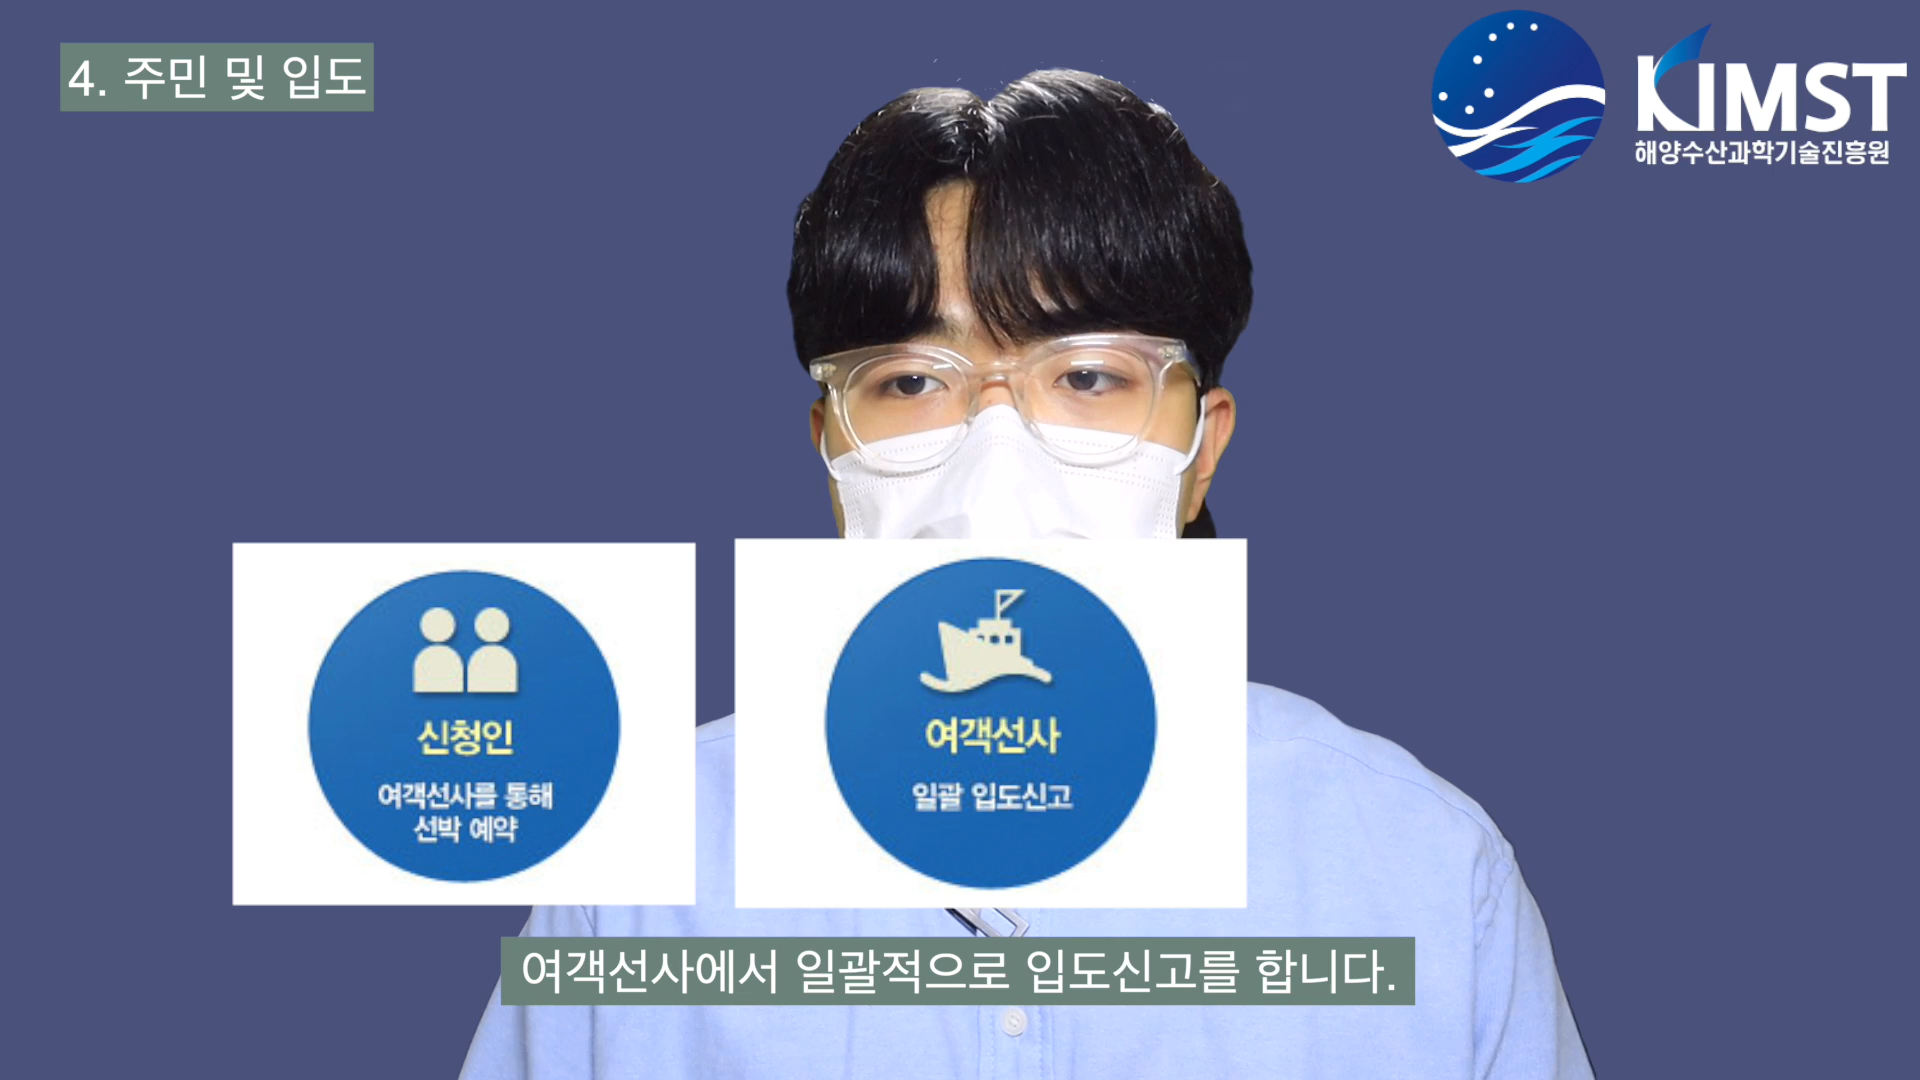 4. 주민 및 입도
KIMST
해양수산과학기술진흥원
신청인
여객선사를 통해
선박 예약
여객선사
일괄 입도신고
여객선사에서 일괄적으로 입도신고를 합니다.